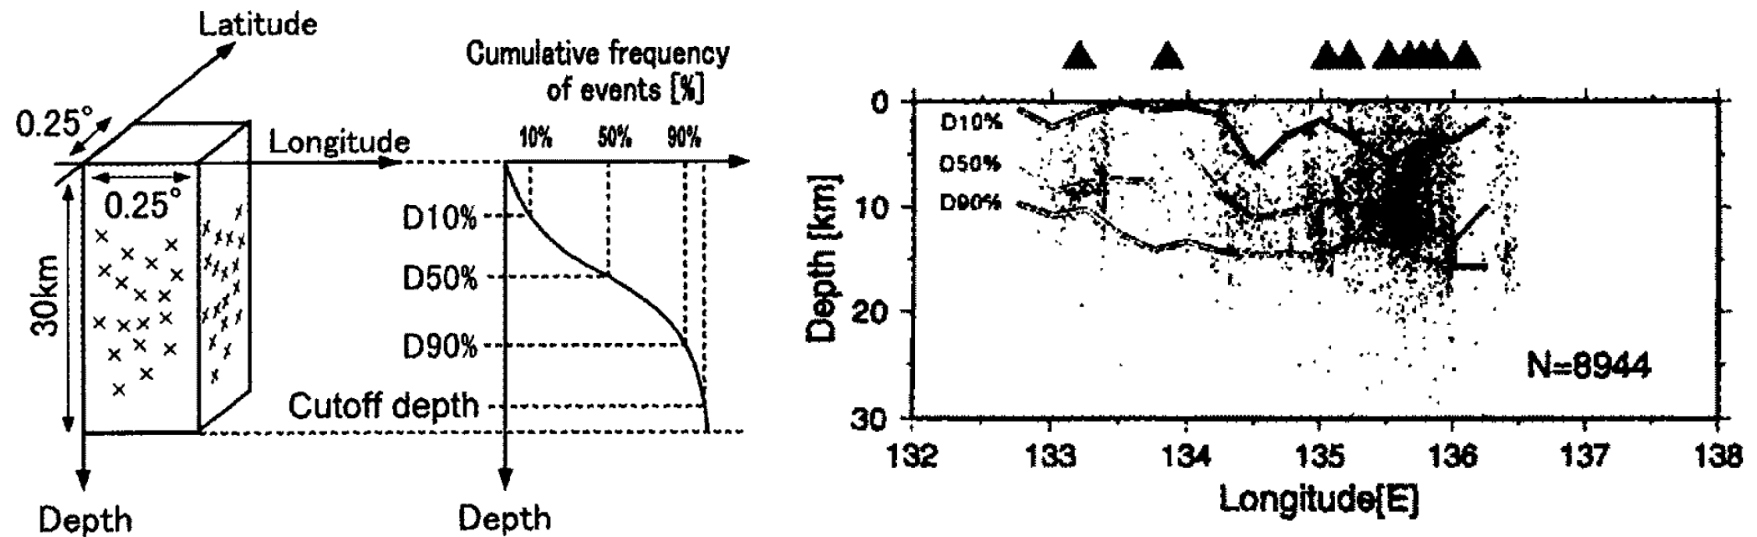 Latitude
0.25°
Longitude
0.25°
30km
Depth
Cumulative frequency
of events [%]
10% 50% 90%
D10%
D50%
D90%
Cutoff depth
Depth
D10%
D50%
D90%
0
10
20
30
Depth [km]
N=8944
132 133 134 135 136 137 138
Longitude[E]